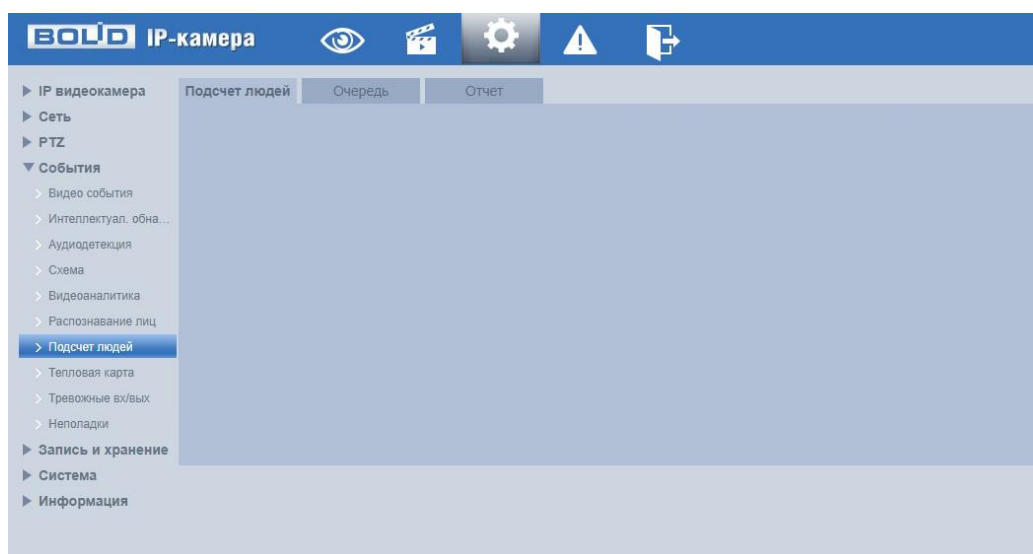 BOLID IP-камера
IP видеокамера
Сеть
PTZ
События
Видео события
Интеллектуал. обна...
Аудиодетекция
Схема
Видеоаналитика
Распознавание лиц
Подсчет людей
Тепловая карта
Тревожные вх/вых
Неполадки
Запись и хранение
Система
Информация
Подсчет людей
Очередь
Отчет